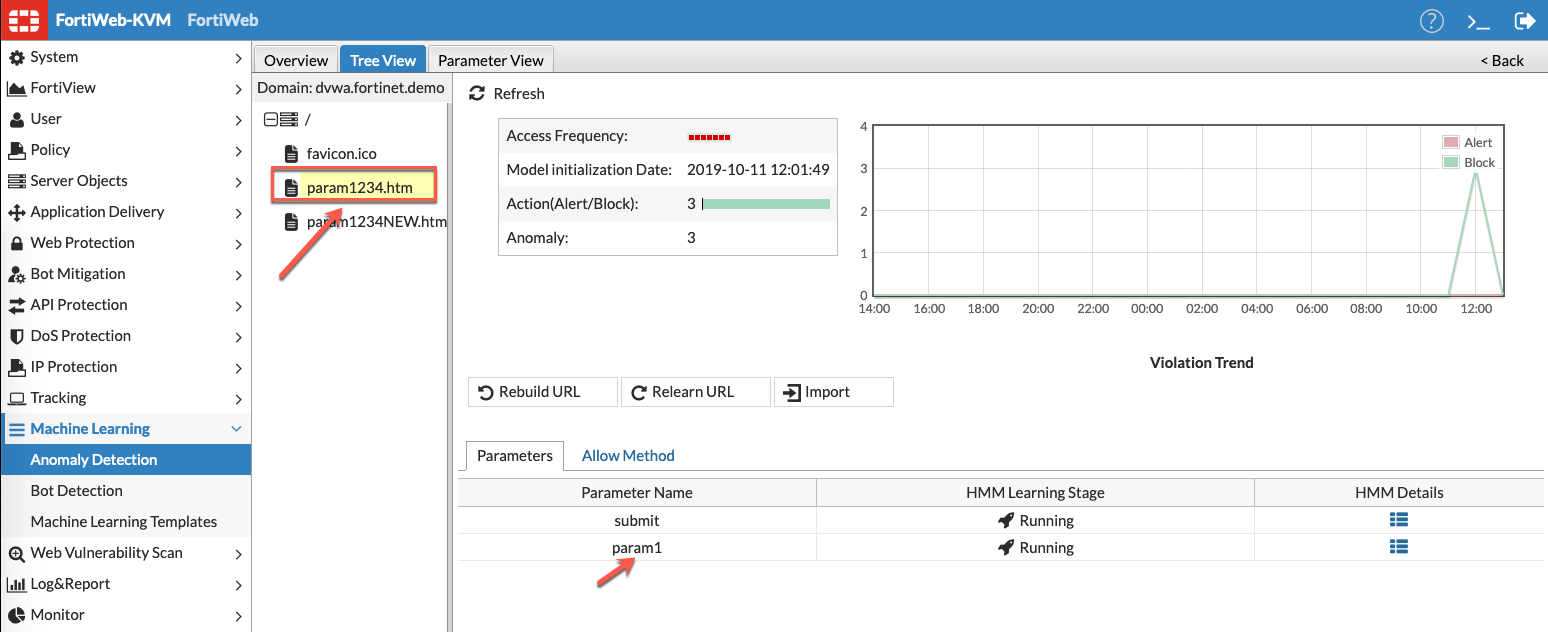 FortiWeb-KVM FortiWeb
System
FortiView
User
Policy
Server Objects
Application Delivery
Web Protection
Bot Mitigation
API Protection
DoS Protection
IP Protection
Tracking
Machine Learning
Anomaly Detection
Bot Detection
Machine Learning Templates
Web Vulnerability Scan
Log&Report
Monitor
Overview Tree View Parameter View < Back
Domain: dvwa.fortinet.demo
/
favicon.ico
param1234.htm
param1234NEW.htm
Refresh
Access Frequency:
Model initialization Date: 2019-10-11 12:01:49
Action(Alert/Block): 3
Anomaly: 3
4
3
2
1
0
Alert
Block
14:00 16:00 18:00 20:00 22:00 00:00 02:00 04:00 06:00 08:00 10:00 12:00
Violation Trend
Rebuild URL Relearn URL Import
Parameters Allow Method
Parameter Name HMM Learning Stage HMM Details
submit Running
param1 Running